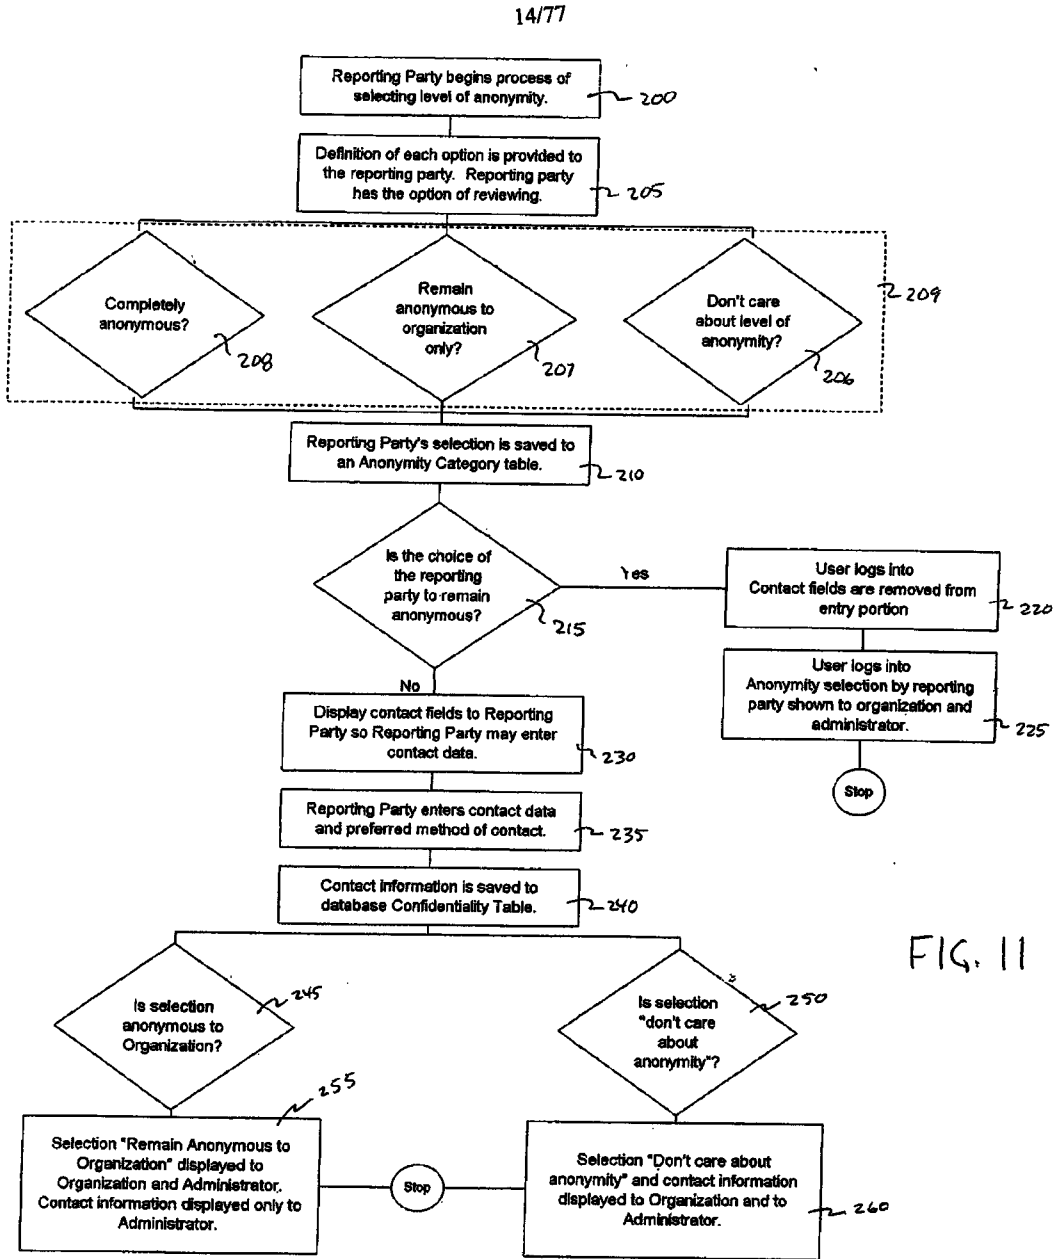 14/77
Reporting Party begins process of
selecting level of anonymity.
200
Definition of each option is provided to
the reporting party. Reporting party
has the option of reviewing.
205
209
Completely
anonymous?
208
Remain
anonymous to
organization
only?
207
Don't care
about level of
anonymity?
206
Reporting Party's selection is saved to
an Anonymity Category table.
210
Is the choice of
the reporting
party to remain
anonymous?
215
Yes
User logs into
Contact fields are removed from
entry portion
220
User logs into
Anonymity selection by reporting
party shown to organization and
administrator.
225
Stop
No
Display contact fields to Reporting
Party so Reporting Party may enter
contact data.
230
Reporting Party enters contact data
and preferred method of contact.
235
Contact information is saved to
database Confidentiality Table.
240
FIG. 11
Is selection
anonymous to
Organization?
245
Is selection
"don't care
about
anonymity"?
250
255
Selection "Remain Anonymous to
Organization" displayed to
Organization and Administrator.
Contact information displayed only to
Administrator.
Stop
Selection "Don't care about
anonymity" and contact information
displayed to Organization and to
Administrator.
260